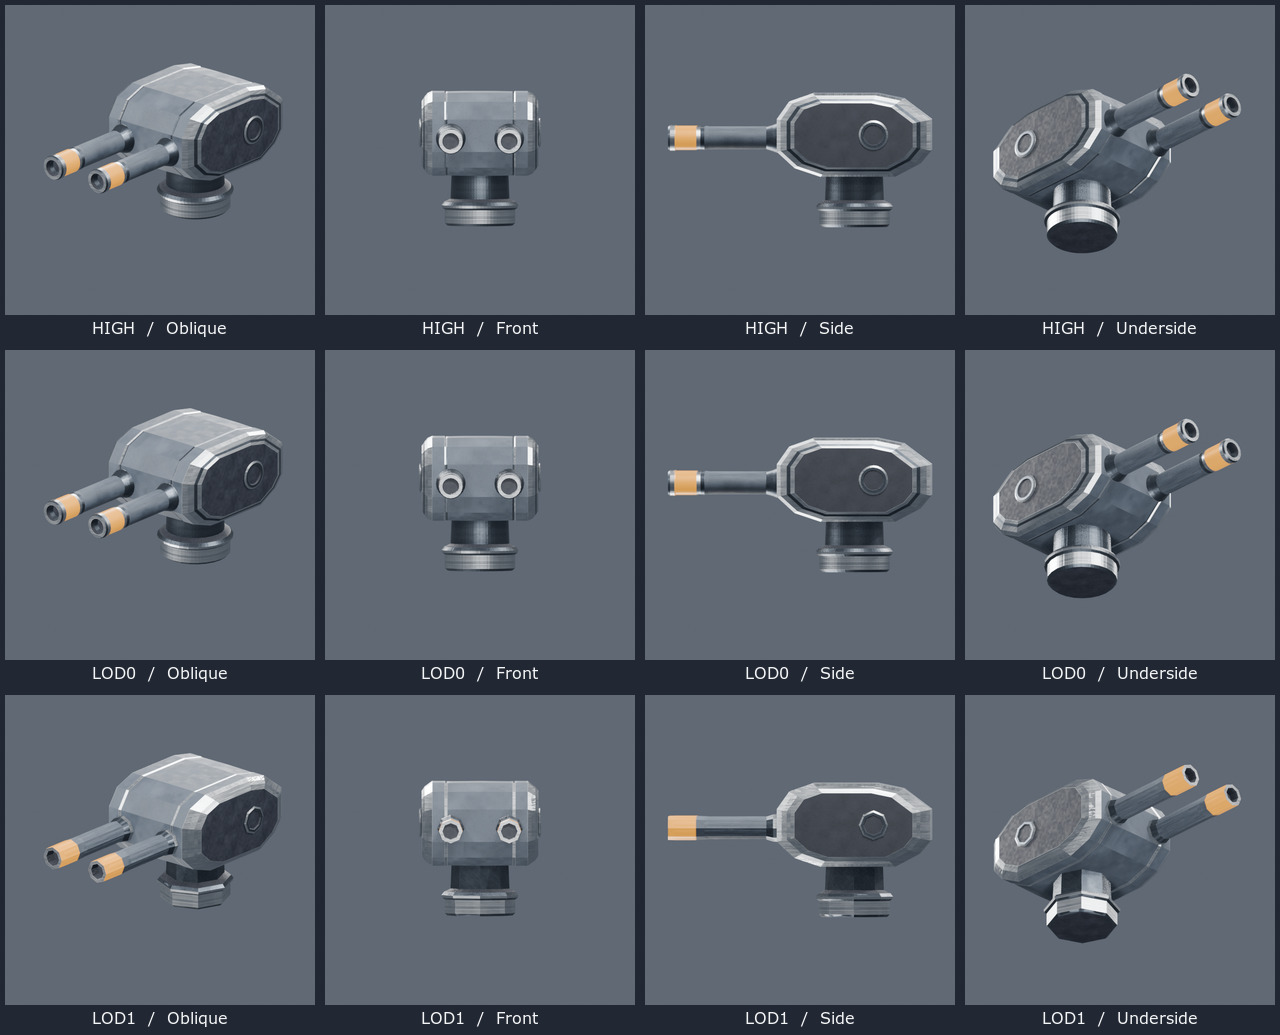 HIGH / Oblique
HIGH / Front
HIGH / Side
HIGH / Underside
LOD0 / Oblique
LOD0 / Front
LOD0 / Side
LOD0 / Underside
LOD1 / Oblique
LOD1 / Front
LOD1 / Side
LOD1 / Underside